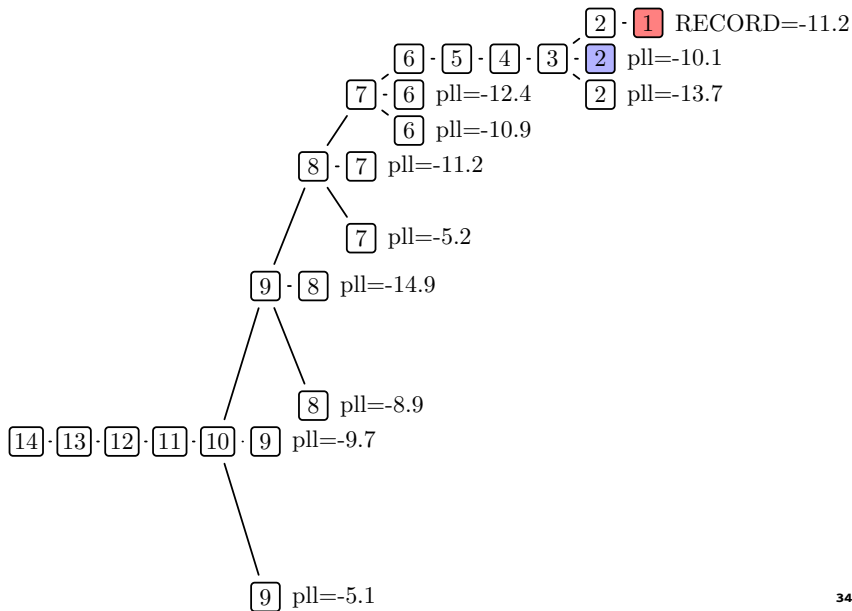 2 1 RECORD=-11.2
6 5 4 3 2 pll=-10.1
7 6 pll=-12.4 2 pll=-13.7
6 pll=-10.9
8 7 pll=-11.2
7 pll=-5.2
9 8 pll=-14.9
8 pll=-8.9
14 13 12 11 10 9 pll=-9.7
9 pll=-5.1
34